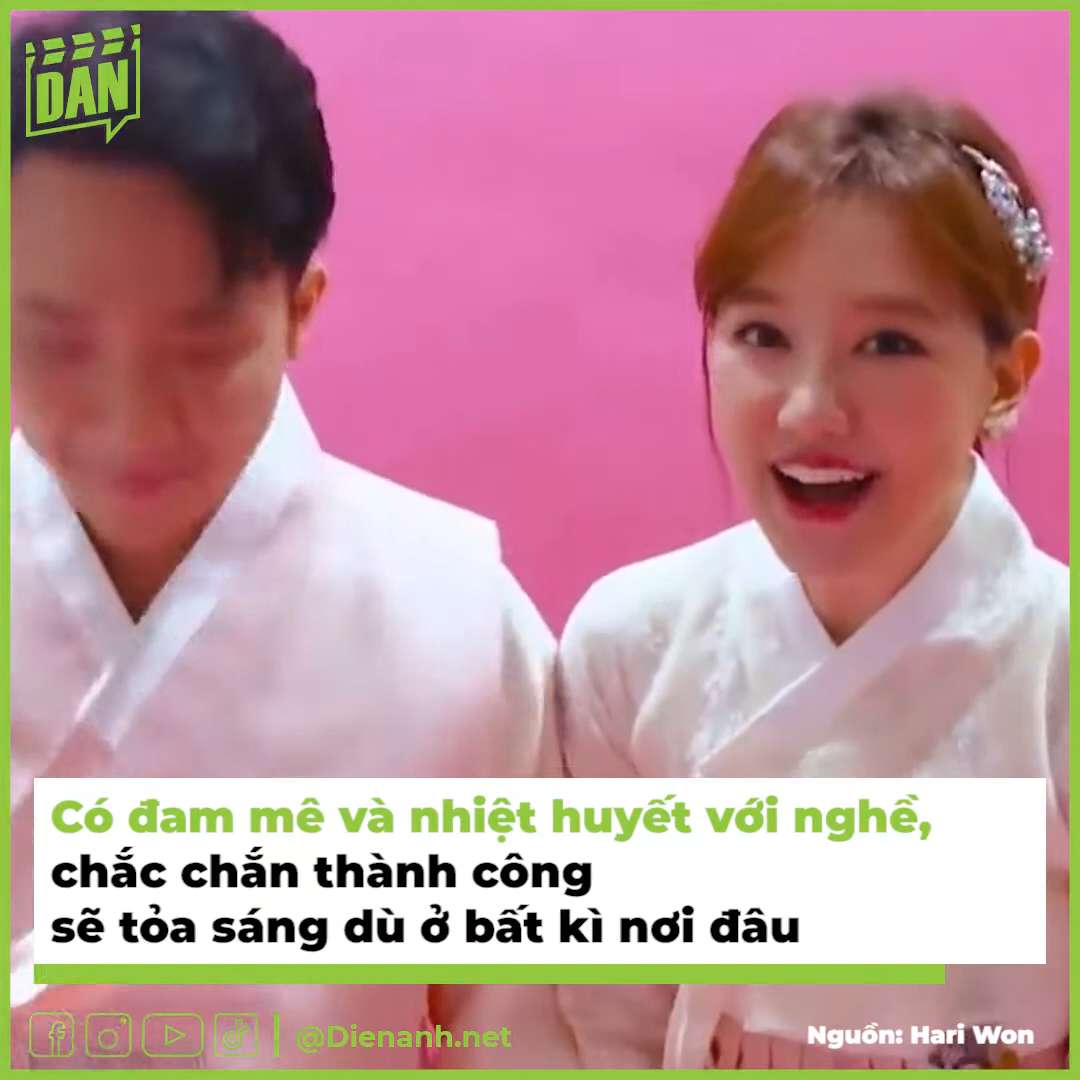 DAN
Có đam mê và nhiệt huyết với nghề,
chắc chắn thành công
sẽ tỏa sáng dù ở bất kì nơi đâu
@Dienanh.net
Nguồn: Hari Won